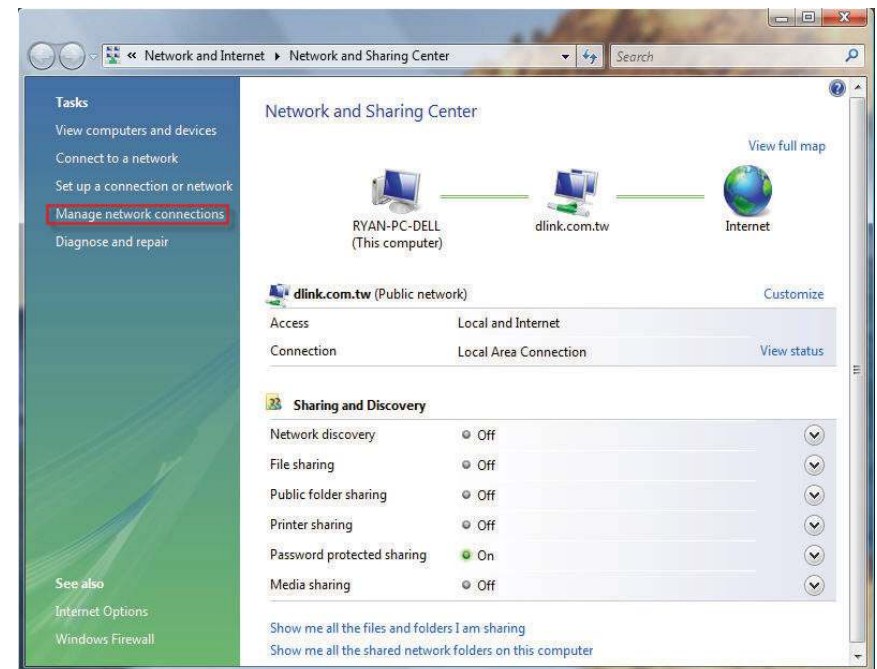 « Network and Internet ▸ Network and Sharing Center
Search
Tasks
View computers and devices
Connect to a network
Set up a connection or network
Manage network connections
Diagnose and repair
See also
Internet Options
Windows Firewall
Network and Sharing Center
View full map
RYAN-PC-DELL
(This computer)
dlink.com.tw
Internet
dlink.com.tw (Public network)
Customize
Access
Local and Internet
Connection
Local Area Connection
View status
Sharing and Discovery
Network discovery
Off
File sharing
Off
Public folder sharing
Off
Printer sharing
Off
Password protected sharing
On
Media sharing
Off
Show me all the files and folders I am sharing
Show me all the shared network folders on this computer